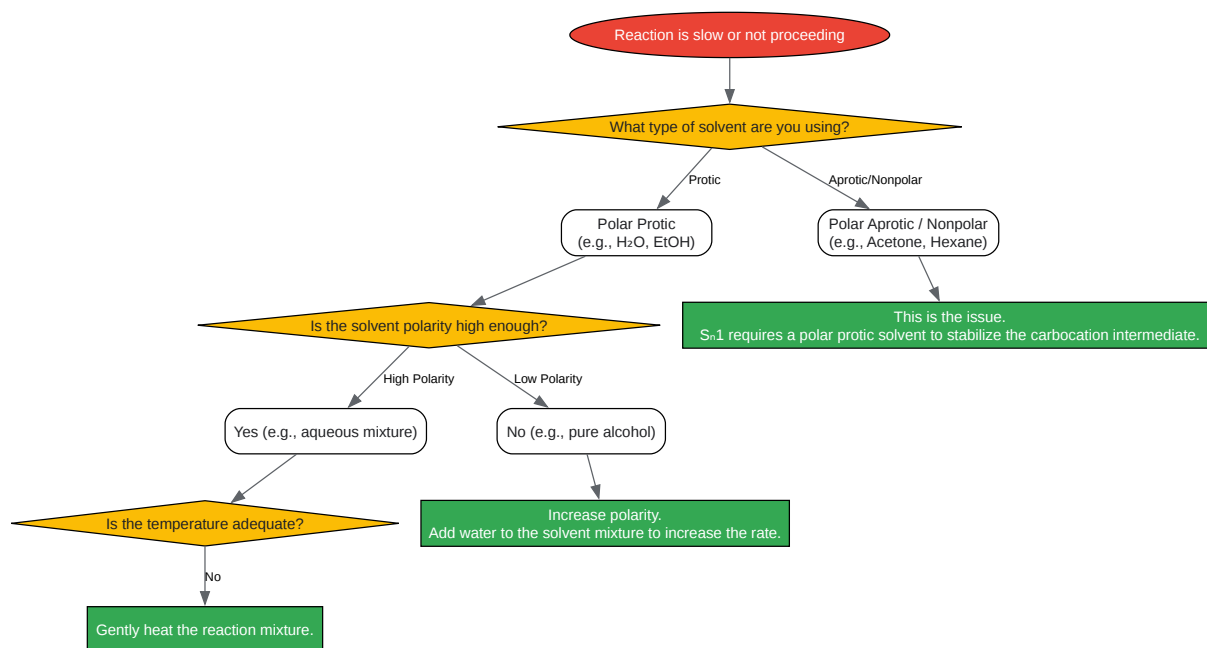 Reaction is slow or not proceeding
What type of solvent are you using?
Protic
Aprotic/Nonpolar
Polar Protic
(e.g., H₂O, EtOH)
Polar Aprotic / Nonpolar
(e.g., Acetone, Hexane)
Is the solvent polarity high enough?
This is the issue.
Sₙ1 requires a polar protic solvent to stabilize the carbocation intermediate.
High Polarity
Low Polarity
Yes (e.g., aqueous mixture)
No (e.g., pure alcohol)
Is the temperature adequate?
Increase polarity.
Add water to the solvent mixture to increase the rate.
No
Gently heat the reaction mixture.